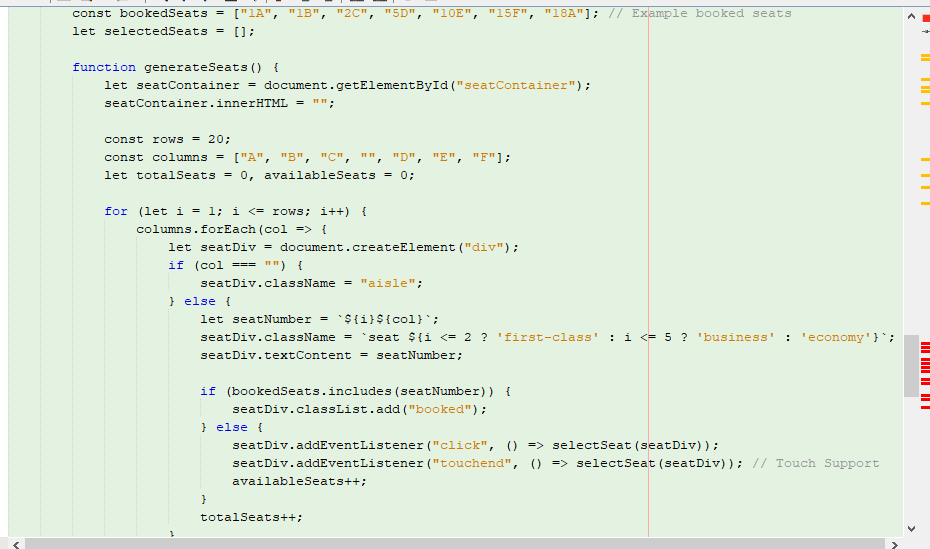 const bookedSeats = ["1A", "1B", "2C", "5D", "10E", "15F", "18A"]; // Example booked seats
let selectedSeats = [];
function generateSeats() {
let seatContainer = document.getElementById("seatContainer");
seatContainer.innerHTML = "";
const rows = 20;
const columns = ["A", "B", "C", "", "D", "E", "F"];
let totalSeats = 0, availableSeats = 0;
for (let i = 1; i <= rows; i++) {
columns.forEach(col => {
let seatDiv = document.createElement("div");
if (col === "") {
seatDiv.className = "aisle";
} else {
let seatNumber = `${i}${col}`;
seatDiv.className = `seat ${i <= 2 ? 'first-class' : i <= 5 ? 'business' : 'economy'}`;
seatDiv.textContent = seatNumber;
if (bookedSeats.includes(seatNumber)) {
seatDiv.classList.add("booked");
} else {
seatDiv.addEventListener("click", () => selectSeat(seatDiv));
seatDiv.addEventListener("touchend", () => selectSeat(seatDiv)); // Touch Support
availableSeats++;
}
totalSeats++;
}